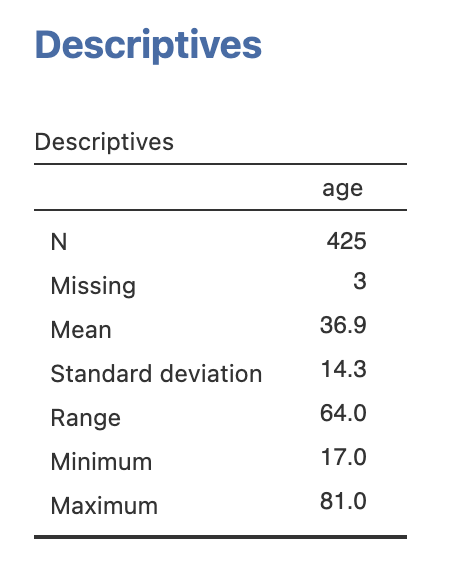 Descriptives
Descriptives
age
N 425
Missing 3
Mean 36.9
Standard deviation 14.3
Range 64.0
Minimum 17.0
Maximum 81.0